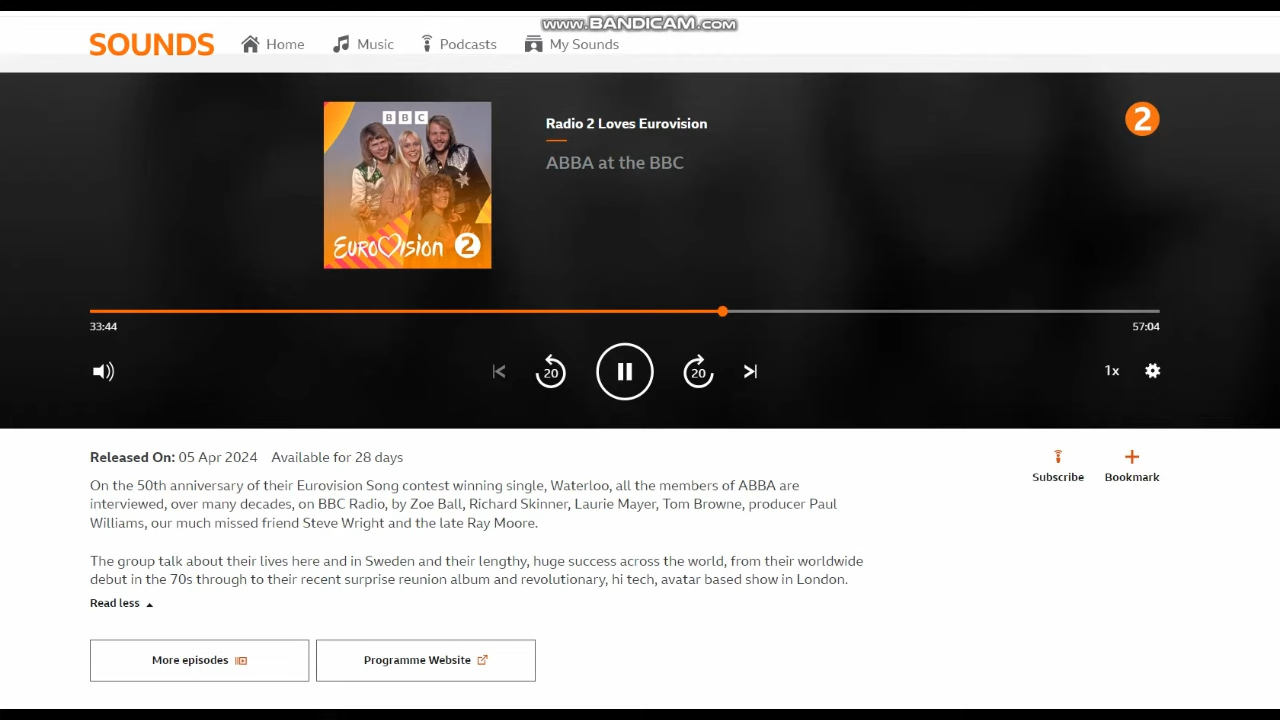 www.BANDICAM.com
SOUNDS Home Music Podcasts My Sounds
BBC
EUROVISION 2
Radio 2 Loves Eurovision
ABBA at the BBC
2
33:44 57:04
20 20 1x
Released On: 05 Apr 2024 Available for 28 days
On the 50th anniversary of their Eurovision Song contest winning single, Waterloo, all the members of ABBA are
interviewed, over many decades, on BBC Radio, by Zoe Ball, Richard Skinner, Laurie Mayer, Tom Browne, producer Paul
Williams, our much missed friend Steve Wright and the late Ray Moore.
The group talk about their lives here and in Sweden and their lengthy, huge success across the world, from their worldwide
debut in the 70s through to their recent surprise reunion album and revolutionary, hi tech, avatar based show in London.
Read less
Subscribe Bookmark
More episodes Programme Website